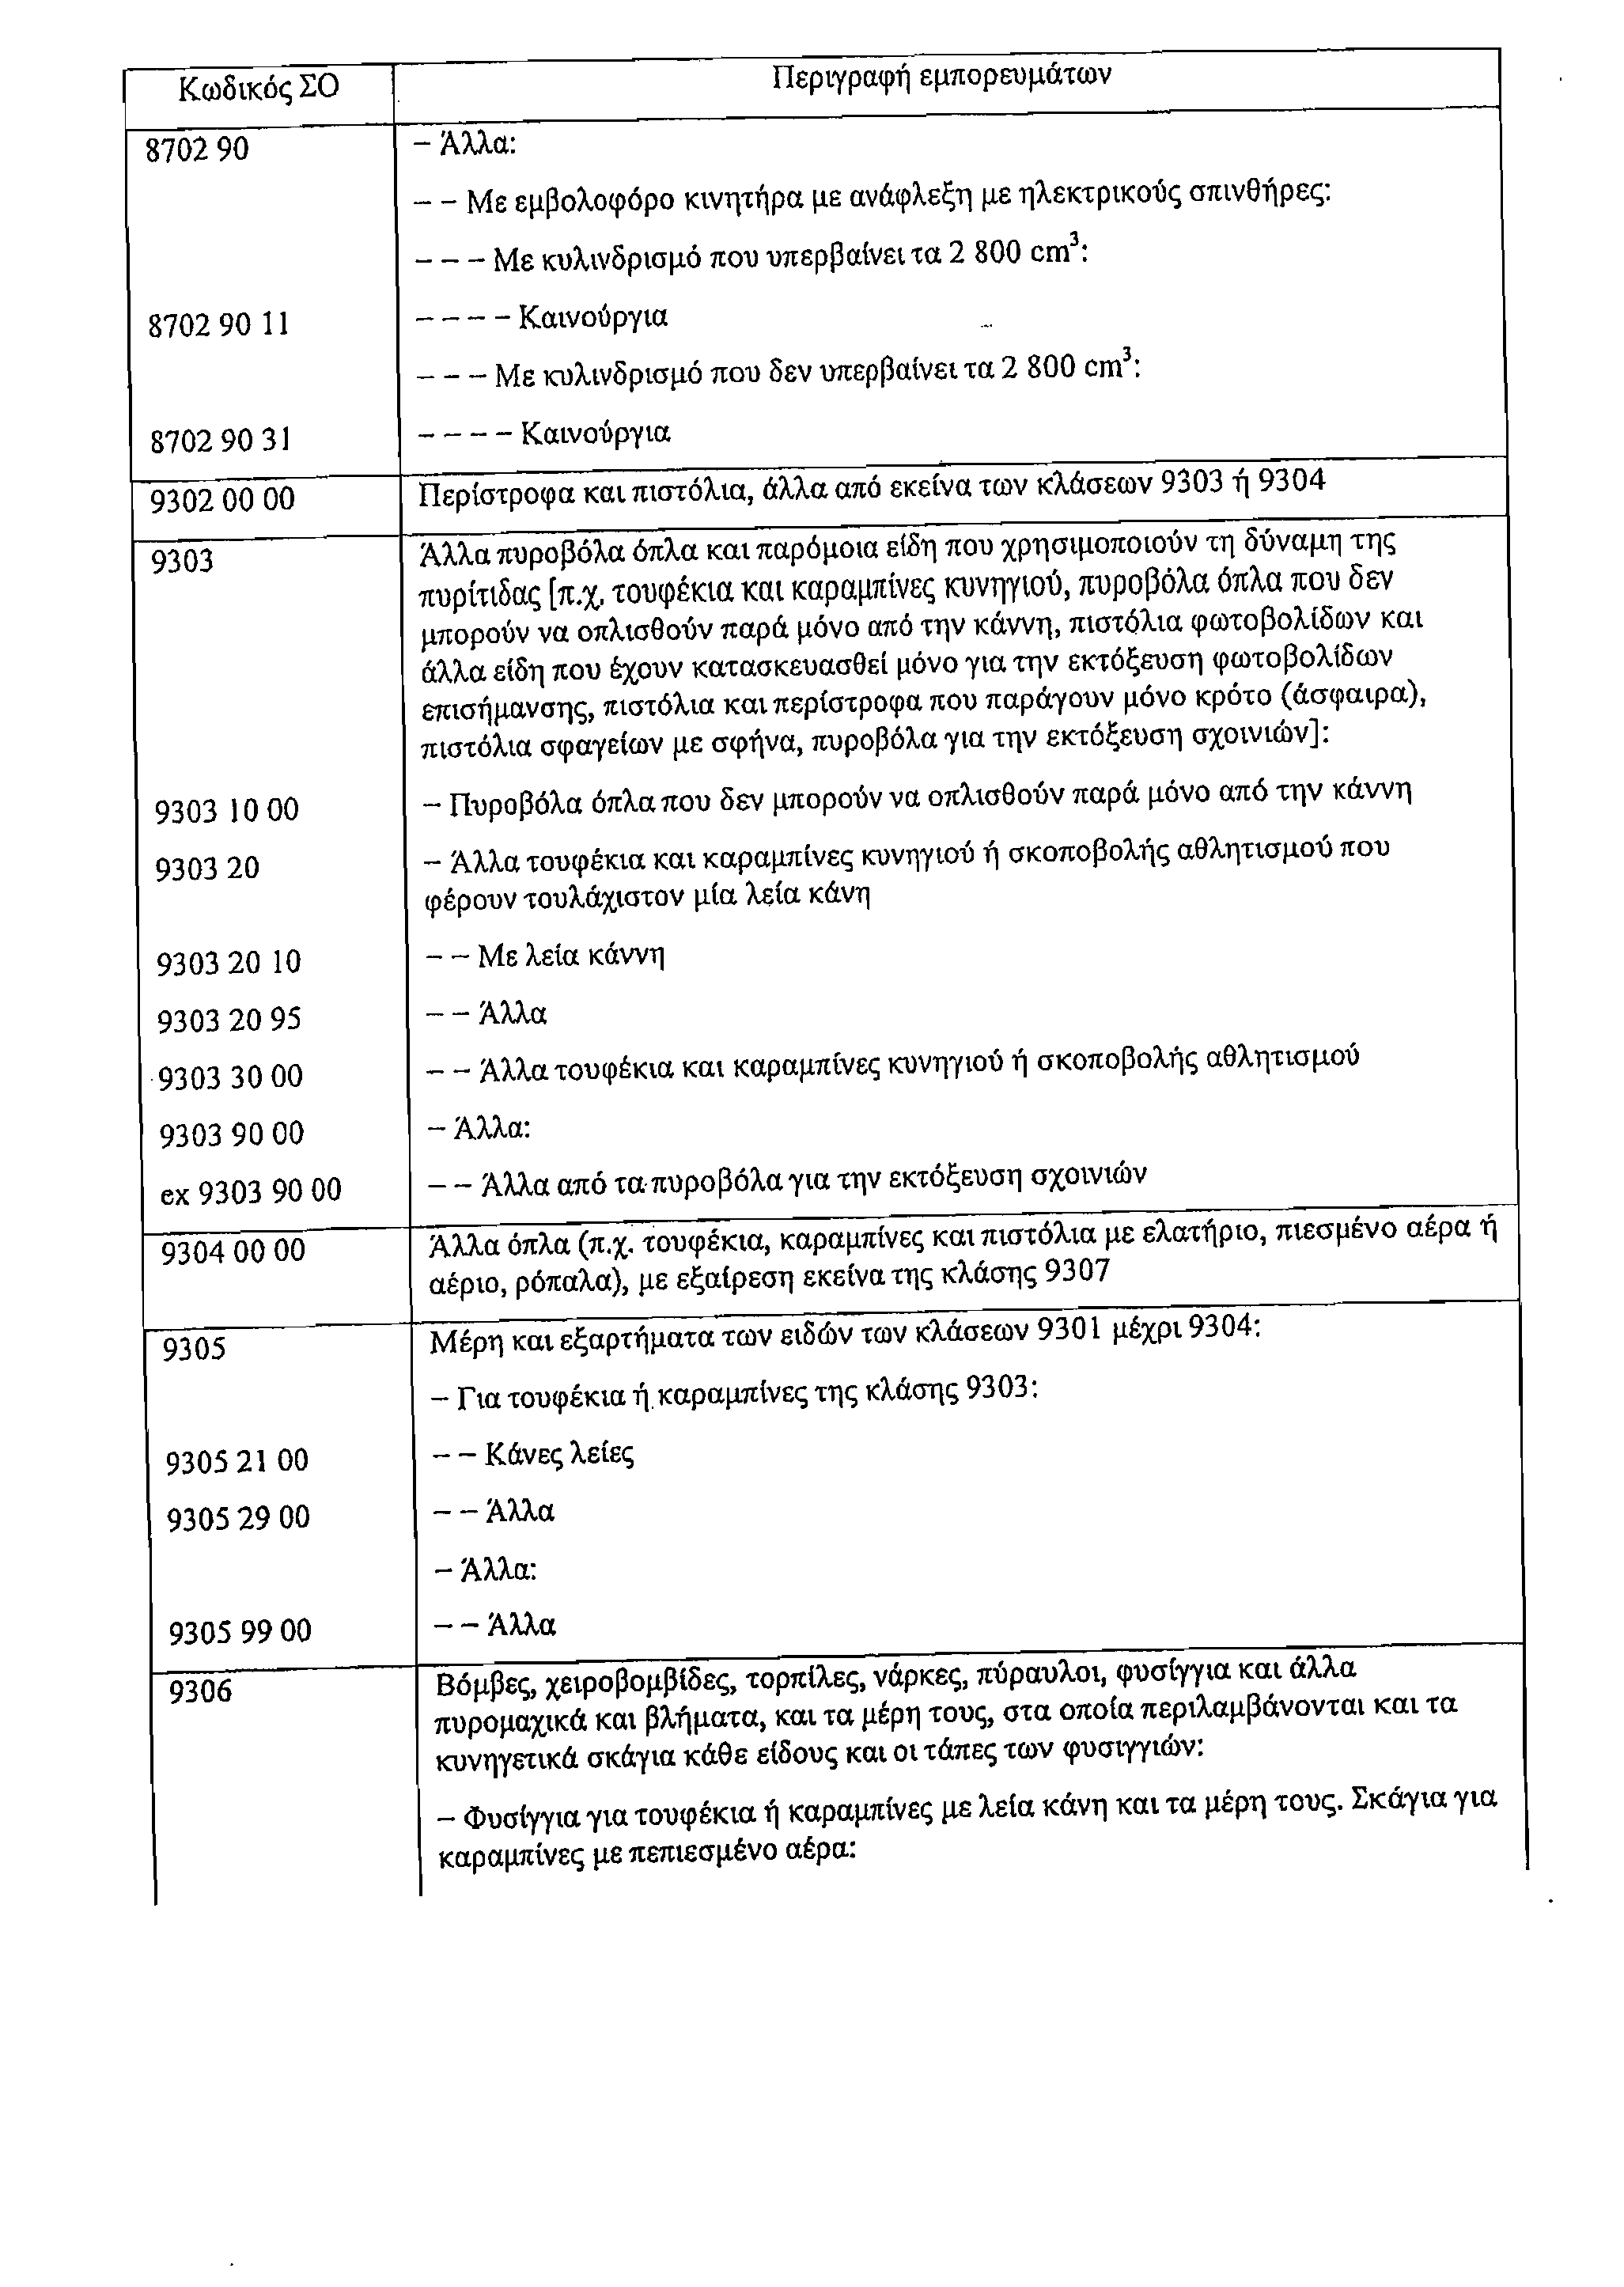 Κωδικός ΣΟ Περιγραφή εμπορευμάτων
8702 90 – Άλλα:
– – Με εμβολοφόρο κινητήρα με ανάφλεξη με ηλεκτρικούς σπινθήρες:
– – – Με κυλινδρισμό που υπερβαίνει τα 2 800 cm³:
8702 90 11 – – – – Καινούργια
– – – Με κυλινδρισμό που δεν υπερβαίνει τα 2 800 cm³:
8702 90 31 – – – – Καινούργια
9302 00 00 Περίστροφα και πιστόλια, άλλα από εκείνα των κλάσεων 9303 ή 9304
9303 Άλλα πυροβόλα όπλα και παρόμοια είδη που χρησιμοποιούν τη δύναμη της
πυρίτιδας [π.χ. τουφέκια και καραμπίνες κυνηγιού, πυροβόλα όπλα που δεν
μπορούν να οπλισθούν παρά μόνο από την κάννη, πιστόλια φωτοβολίδων και
άλλα είδη που έχουν κατασκευασθεί μόνο για την εκτόξευση φωτοβολίδων
επισήμανσης, πιστόλια και περίστροφα που παράγουν μόνο κρότο (άσφαιρα),
πιστόλια σφαγείων με σφήνα, πυροβόλα για την εκτόξευση σχοινιών]:
9303 10 00 – Πυροβόλα όπλα που δεν μπορούν να οπλισθούν παρά μόνο από την κάννη
9303 20 – Άλλα τουφέκια και καραμπίνες κυνηγιού ή σκοποβολής αθλητισμού που
φέρουν τουλάχιστον μία λεία κάνη
9303 20 10 – – Με λεία κάννη
9303 20 95 – – Άλλα
9303 30 00 – – Άλλα τουφέκια και καραμπίνες κυνηγιού ή σκοποβολής αθλητισμού
9303 90 00 – Άλλα:
ex 9303 90 00 – – Άλλα από τα πυροβόλα για την εκτόξευση σχοινιών
9304 00 00 Άλλα όπλα (π.χ. τουφέκια, καραμπίνες και πιστόλια με ελατήριο, πιεσμένο αέρα ή
αέριο, ρόπαλα), με εξαίρεση εκείνα της κλάσης 9307
9305 Μέρη και εξαρτήματα των ειδών των κλάσεων 9301 μέχρι 9304:
– Για τουφέκια ή καραμπίνες της κλάσης 9303:
9305 21 00 – – Κάνες λείες
9305 29 00 – – Άλλα
– Άλλα:
9305 99 00 – – Άλλα
9306 Βόμβες, χειροβομβίδες, τορπίλες, νάρκες, πύραυλοι, φυσίγγια και άλλα
πυρομαχικά και βλήματα, και τα μέρη τους, στα οποία περιλαμβάνονται και τα
κυνηγετικά σκάγια κάθε είδους και οι τάπες των φυσιγγιών:
– Φυσίγγια για τουφέκια ή καραμπίνες με λεία κάνη και τα μέρη τους. Σκάγια για
καραμπίνες με πεπιεσμένο αέρα: